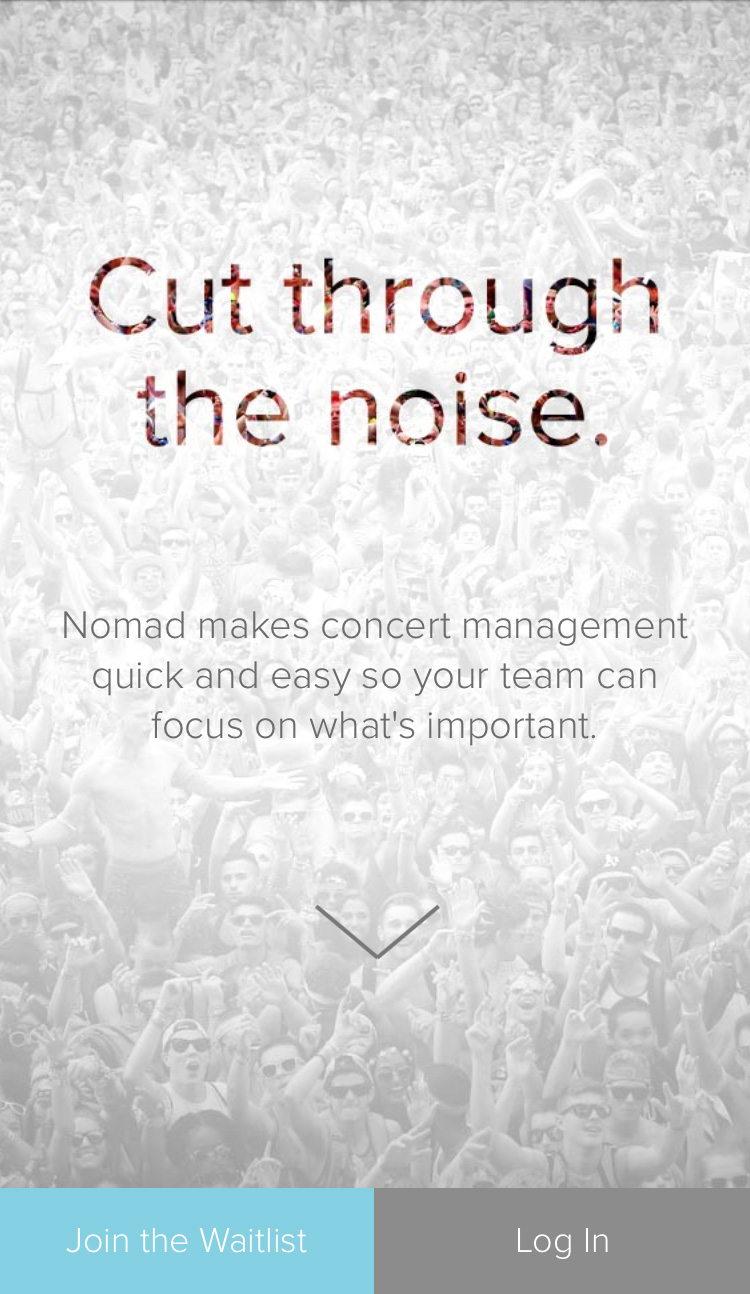 Cut through
the noise.
Nomad makes concert management
quick and easy so your team can
focus on what's important.
Join the Waitlist
Log In